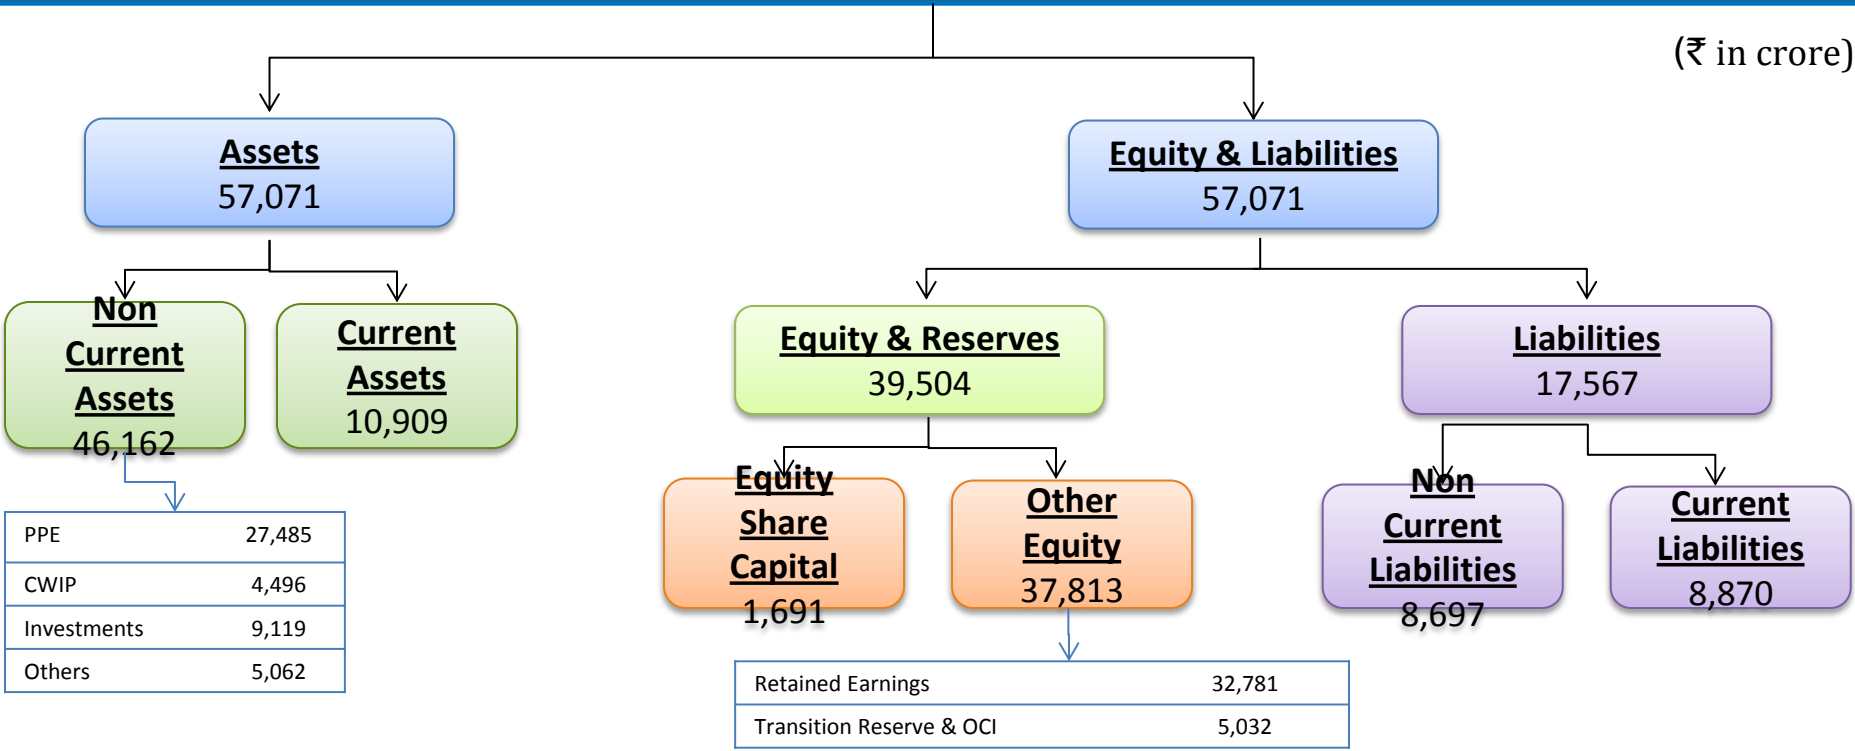 (₹ in crore)
Assets
57,071
Equity & Liabilities
57,071
Non
Current
Assets
46,162
Current
Assets
10,909
Equity & Reserves
39,504
Liabilities
17,567
Equity
Share
Capital
1,691
Other
Equity
37,813
Non
Current
Liabilities
8,697
Current
Liabilities
8,870
PPE 27,485
CWIP 4,496
Investments 9,119
Others 5,062
Retained Earnings 32,781
Transition Reserve & OCI 5,032